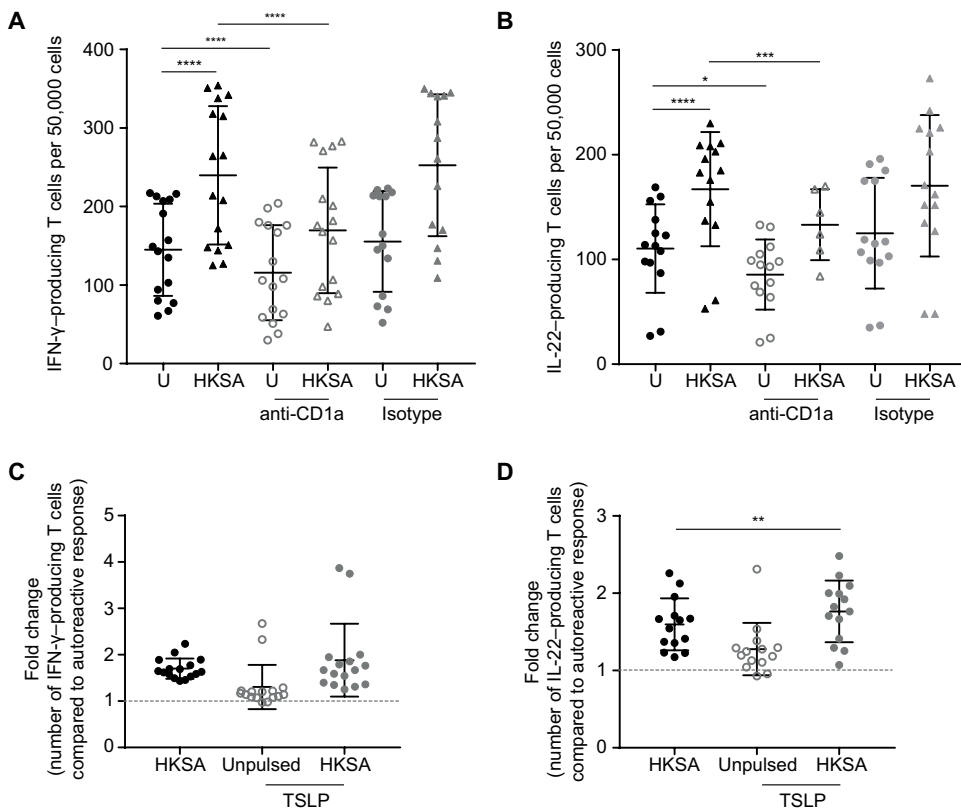 A
IFN-γ–producing T cells per 50,000 cells
400
300
200
100
0
****
****
****
U
HKSA
U
HKSA
U
HKSA
anti-CD1a
Isotype
B
IL-22–producing T cells per 50,000 cells
300
200
100
0
***
*
****
U
HKSA
U
HKSA
U
HKSA
anti-CD1a
Isotype
C
Fold change
(number of IFN-γ–producing T cells
compared to autoreactive response)
5
4
3
2
1
0
HKSA
Unpulsed
HKSA
TSLP
D
Fold change
(number of IL-22–producing T cells
compared to autoreactive response)
3
2
1
0
**
HKSA
Unpulsed
HKSA
TSLP